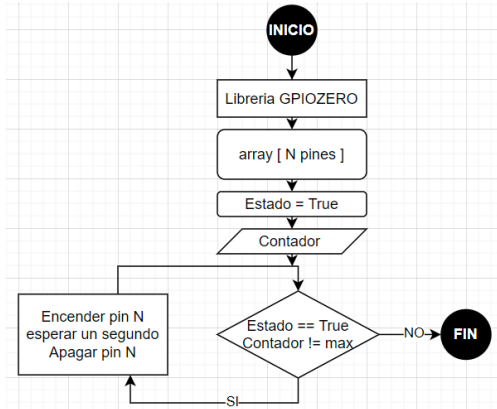 INICIO
Libreria GPIOZERO
array [ N pines ]
Estado = True
Contador
Encender pin N
esperar un segundo
Apagar pin N
Estado == True
Contador != max
NO
FIN
SI